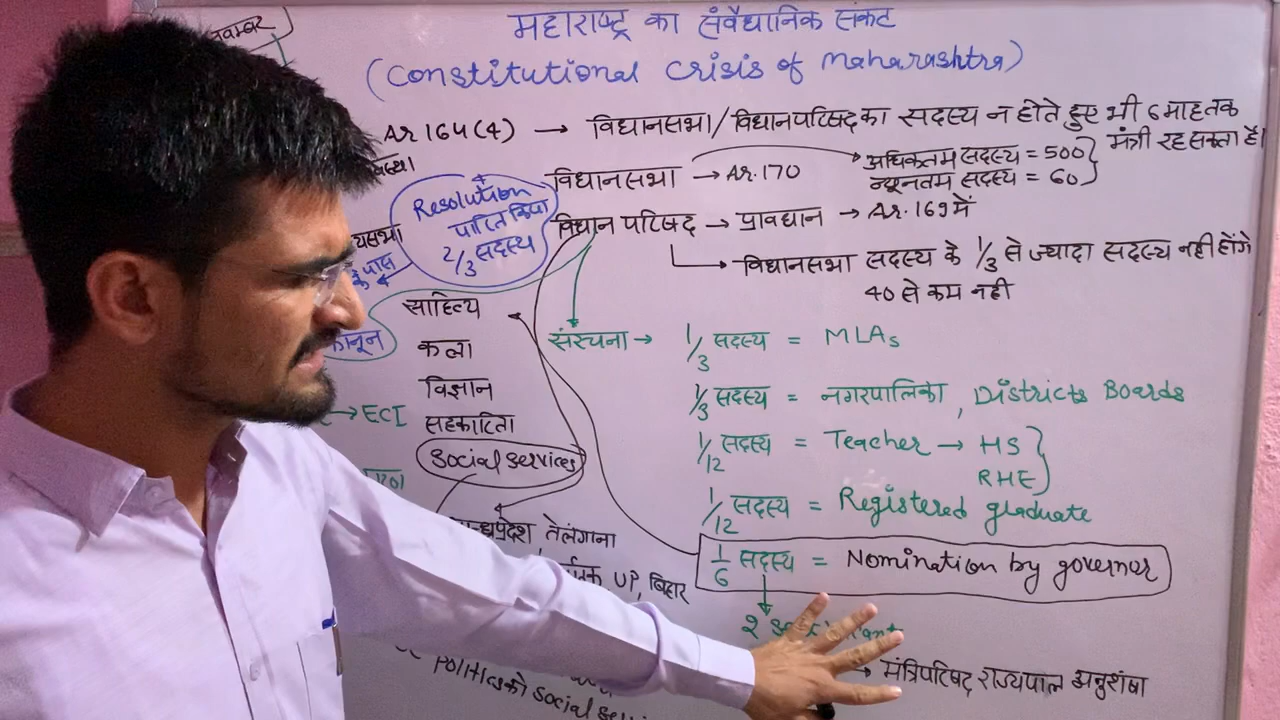 नवम्बर
महाराष्ट्र का संवैधानिक संकट
(Constitutional Crisis of Maharashtra)
Ar 164(4) → विधानसभा/विधानपरिषद का सदस्य न होते हुए भी 6 माह तक
मंत्री रह सकता है।
विधानसभा → Ar. 170
अधिकतम सदस्य = 500
न्यूनतम सदस्य = 60
Resolution
पारित किया
2/3 सदस्य
विधान परिषद → प्रावधान → Ar. 169 में
→ विधानसभा सदस्य के 1/3 से ज्यादा सदस्य नही होंगे
40 से कम नही
के पास
कानून
→ ECI
साहित्य
कला
विज्ञान
सहकारिता
Social Services
संरचना → 1/3 सदस्य = MLAs
1/3 सदस्य = नगरपालिका, Districts Boards
1/12 सदस्य = Teacher → HS
RHE
1/12 सदस्य = Registered graduate
1/6 सदस्य = Nomination by governer
तेलंगाना
UP, बिहार
2
→ मंत्रिपरिषद राज्यपाल अनुशंषा
Politics को Social